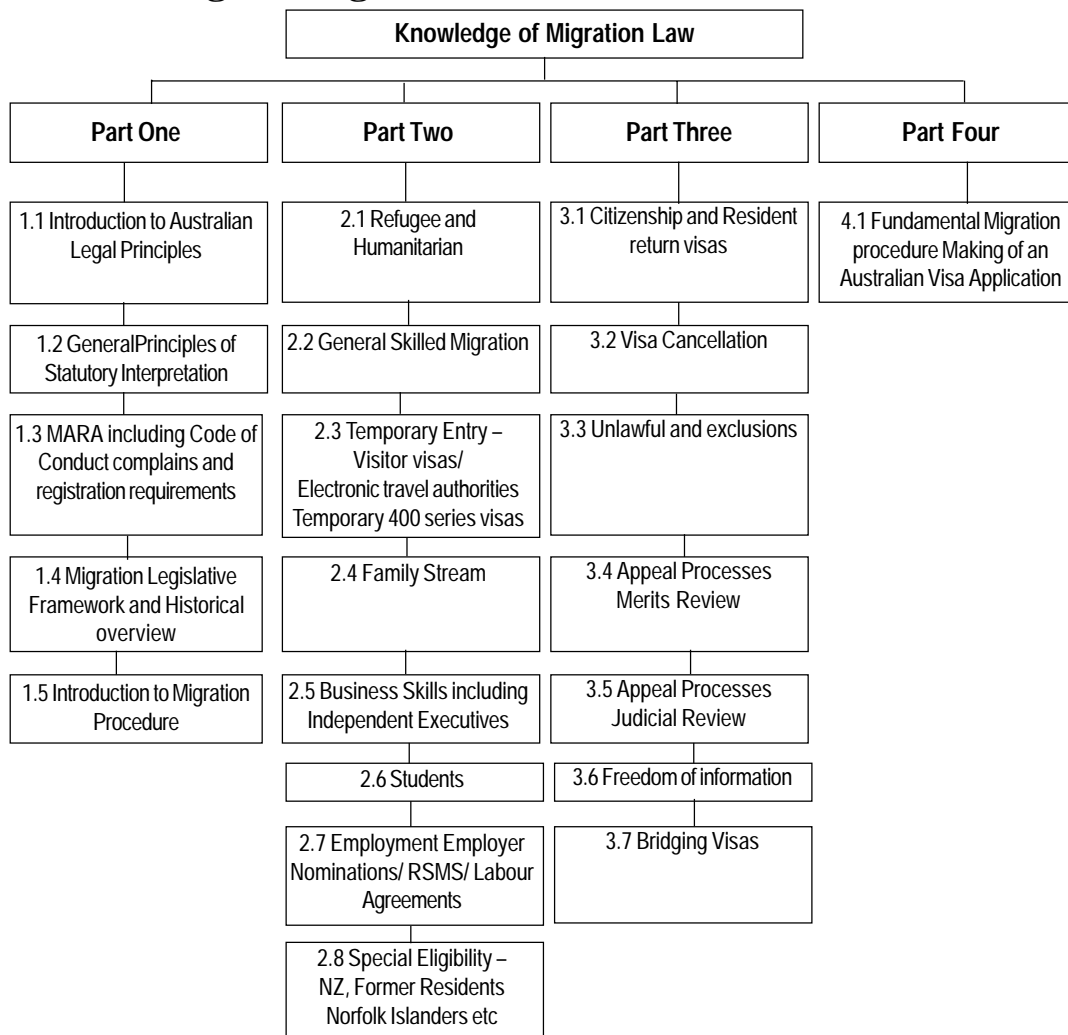 Knowledge of Migration Law
Part One
Part Two
Part Three
Part Four
1.1 Introduction to Australian
Legal Principles
1.2 GeneralPrinciples of
Statutory Interpretation
1.3 MARA including Code of
Conduct complains and
registration requirements
1.4 Migration Legislative
Framework and Historical
overview
1.5 Introduction to Migration
Procedure
2.1 Refugee and
Humanitarian
2.2 General Skilled Migration
2.3 Temporary Entry –
Visitor visas/
Electronic travel authorities
Temporary 400 series visas
2.4 Family Stream
2.5 Business Skills including
Independent Executives
2.6 Students
2.7 Employment Employer
Nominations/ RSMS/ Labour
Agreements
2.8 Special Eligibility –
NZ, Former Residents
Norfolk Islanders etc
3.1 Citizenship and Resident
return visas
3.2 Visa Cancellation
3.3 Unlawful and exclusions
3.4 Appeal Processes
Merits Review
3.5 Appeal Processes
Judicial Review
3.6 Freedom of information
3.7 Bridging Visas
4.1 Fundamental Migration
procedure Making of an
Australian Visa Application